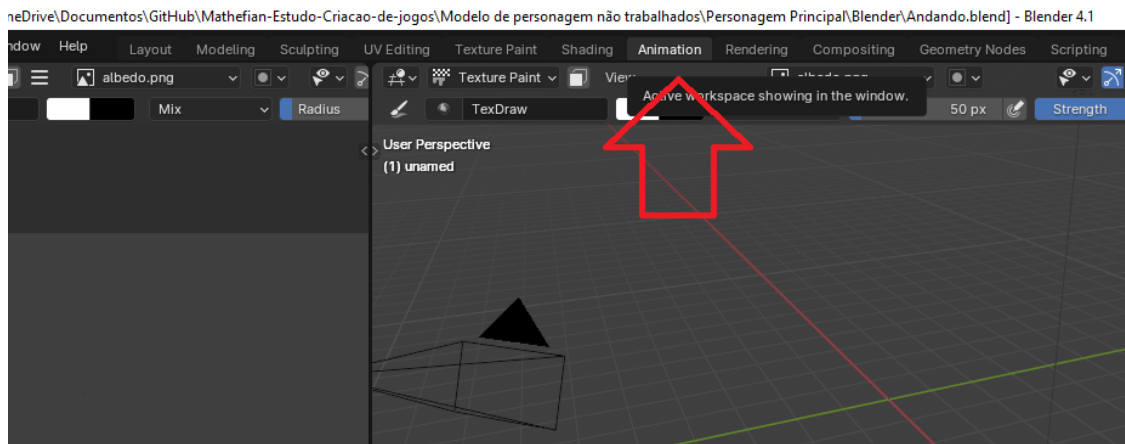 neDrive\Documentos\GitHub\Mathefian-Estudo-Criacao-de-jogos\Modelo de personagem não trabalhados\Personagem Principal\Blender\Andando.blend] - Blender 4.1
ndow Help Layout Modeling Sculpting UV Editing Texture Paint Shading Animation Rendering Compositing Geometry Nodes Scripting
albedo.png Texture Paint View
Active workspace showing in the window.
Mix Radius TexDraw 50 px Strength
User Perspective
(1) unamed